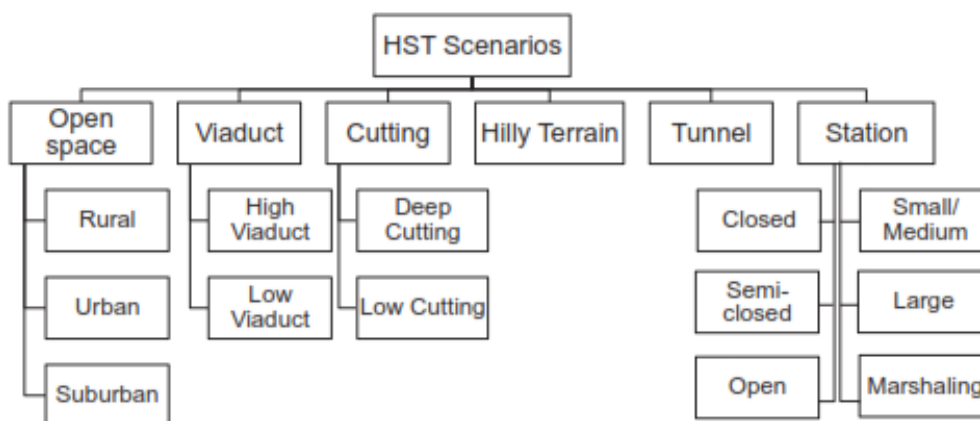 HST Scenarios
Open
space
Viaduct
Cutting
Hilly Terrain
Tunnel
Station
Rural
High
Viaduct
Deep
Cutting
Closed
Small/
Medium
Urban
Low
Viaduct
Low Cutting
Semi-
closed
Large
Suburban
Open
Marshaling